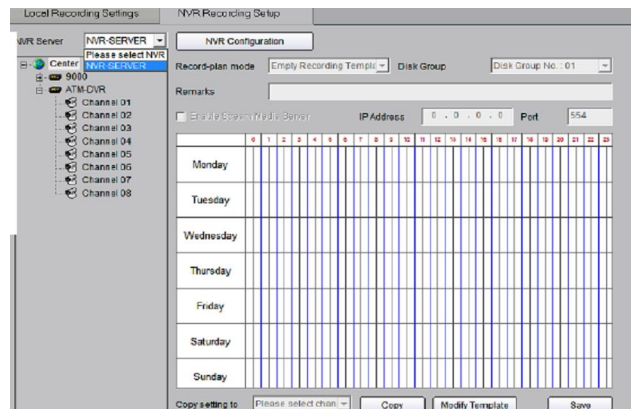 Local Recording Settings
NVR Recording Setup
NVR Server
NVR-SERVER
NVR Configuration
Please select NVR
NVR-SERVER
Center
9000
ATM-DVR
Channel 01
Channel 02
Channel 03
Channel 04
Channel 05
Channel 06
Channel 07
Channel 08
Record-plan mode
Empty Recording Templa
Disk Group
Disk Group No.: 01
Remarks
Enable Stream Media Server
IP Address
0 . 0 . 0 . 0
Port
554
0 1 2 3 4 5 6 7 8 9 10 11 12 13 14 15 16 17 18 19 20 21 22 23
Monday
Tuesday
Wednesday
Thursday
Friday
Saturday
Sunday
Copy setting to
Please select chan
Copy
Modify Template
Save